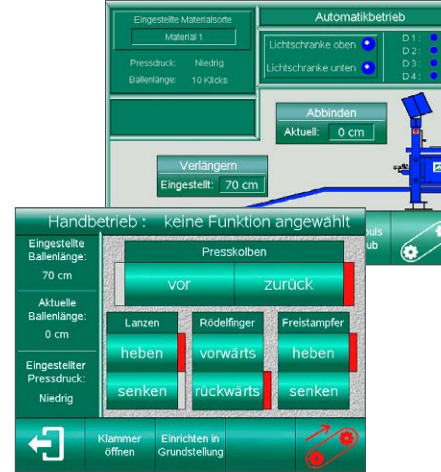 Eingestellte Materialsorte
Material 1
Pressdruck: Niedrig
Ballenlänge: 10 Klicks
Automatikbetrieb
Lichtschranke oben
Lichtschranke unten
D 1 :
D 2 :
D 3 :
D 4 :
Abbinden
Aktuell: 0 cm
Verlängern
Eingestellt: 70 cm
Handbetrieb : keine Funktion angewählt
Eingestellte
Ballenlänge:
70 cm
Aktuelle
Ballenlänge:
0 cm
Eingestellter
Pressdruck:
Niedrig
Presskolben
vor zurück
Lanzen Rödelfinger Freistampfer
heben vorwärts heben
senken rückwärts senken
Klammer
öffnen
Einrichten in
Grundstellung